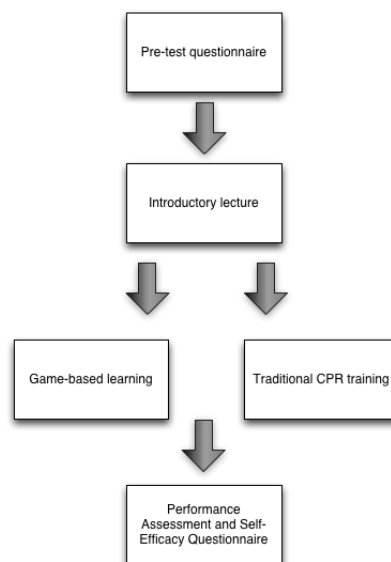 Pre-test questionnaire
Introductory lecture
Game-based learning
Traditional CPR training
Performance
Assessment and Self-
Efficacy Questionnaire